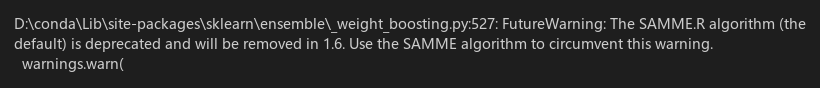 D:\conda\Lib\site-packages\sklearn\ensemble\_weight_boosting.py:527: FutureWarning: The SAMME.R algorithm (the
default) is deprecated and will be removed in 1.6. Use the SAMME algorithm to circumvent this warning.
  warnings.warn(